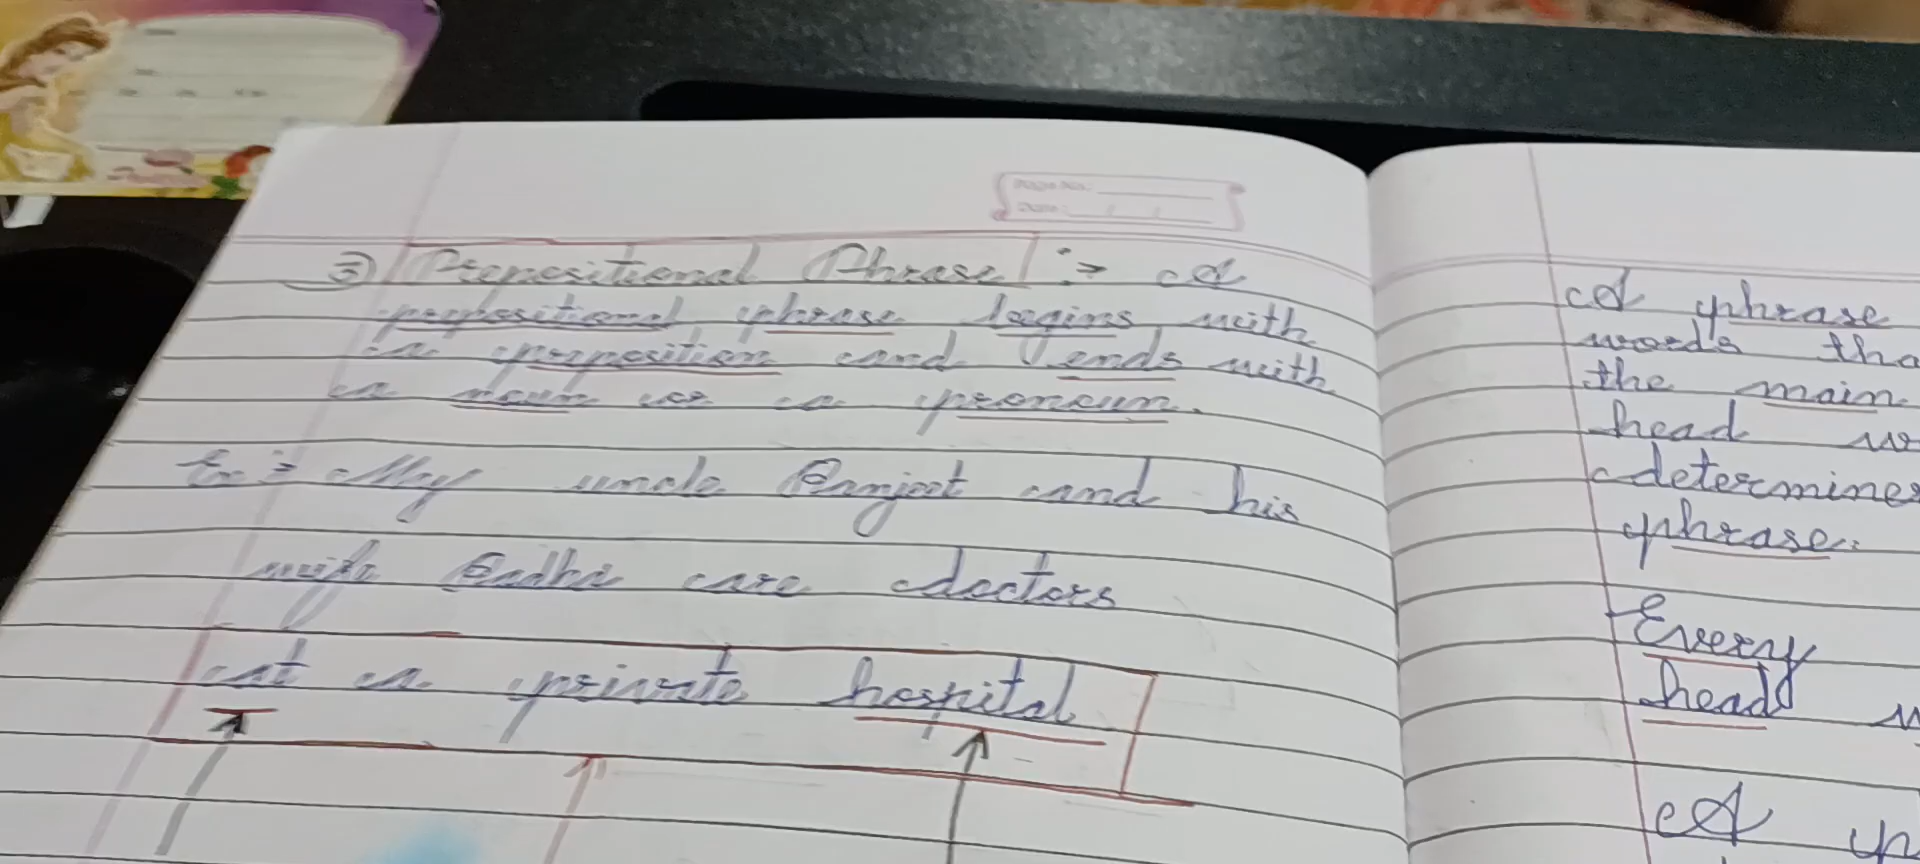 ③ Prepositional Phrase :> A
prepositional phrase begins with
a preposition and ends with
a noun or a pronoun.
Ex:- My uncle Ranjeet and his
wife Radhi are doctors
at a private hospital
Page No.:
Date: / /
A phrase
words tha
the main
head w
determines
phrase.
Every
head
A ph